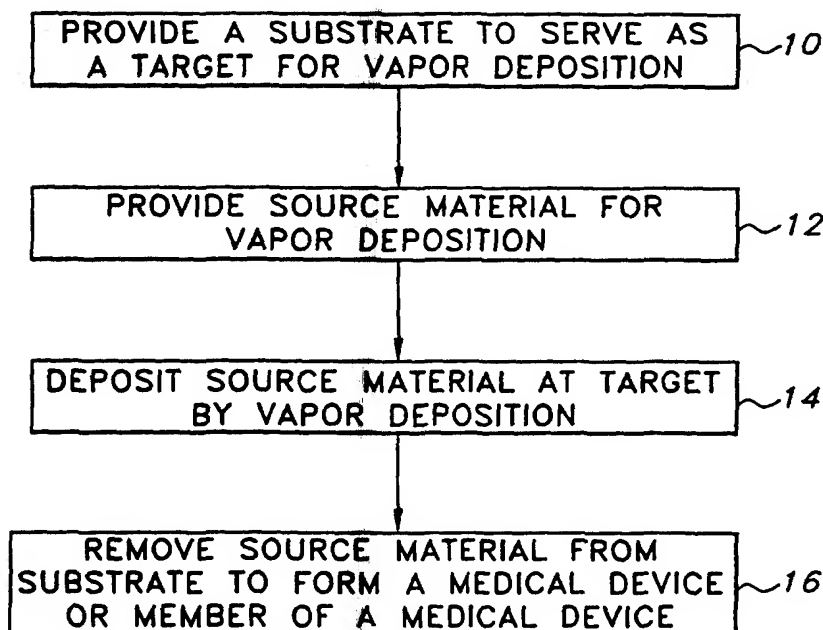 PROVIDE A SUBSTRATE TO SERVE AS
A TARGET FOR VAPOR DEPOSITION
10
PROVIDE SOURCE MATERIAL FOR
VAPOR DEPOSITION
12
DEPOSIT SOURCE MATERIAL AT TARGET
BY VAPOR DEPOSITION
14
REMOVE SOURCE MATERIAL FROM
SUBSTRATE TO FORM A MEDICAL DEVICE
OR MEMBER OF A MEDICAL DEVICE
16